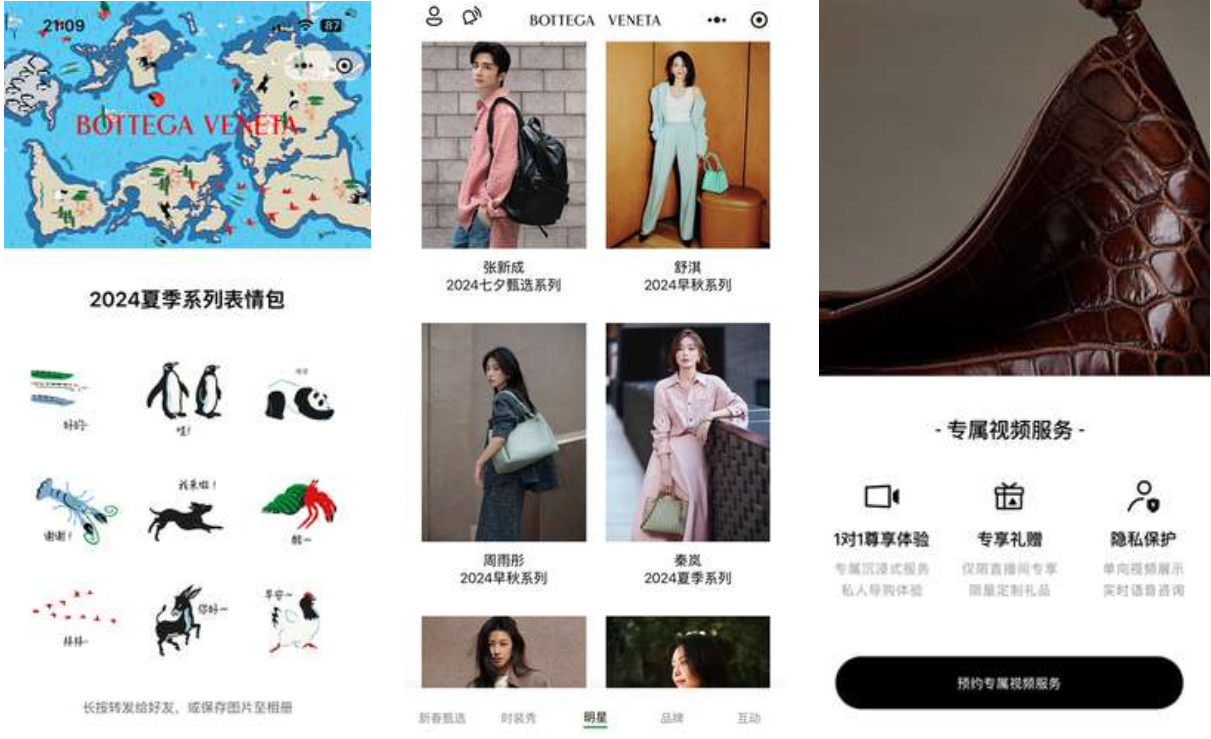 21:09
87
BOTTEGA VENETA
2024夏季系列表情包
好的~
哇!
谢谢!
我来啦!
酷~
拜拜~
你好~
早安~
长按转发给好友，或保存图片至相册
BOTTEGA VENETA
张新成
2024七夕甄选系列
舒淇
2024早秋系列
周雨彤
2024早秋系列
秦岚
2024夏季系列
新春甄选
时装秀
明星
品牌
互动
- 专属视频服务 -
1对1尊享体验
专属沉浸式服务
私人导购体验
专享礼赠
仅限直播间专享
限量定制礼品
隐私保护
单向视频展示
实时语音咨询
预约专属视频服务